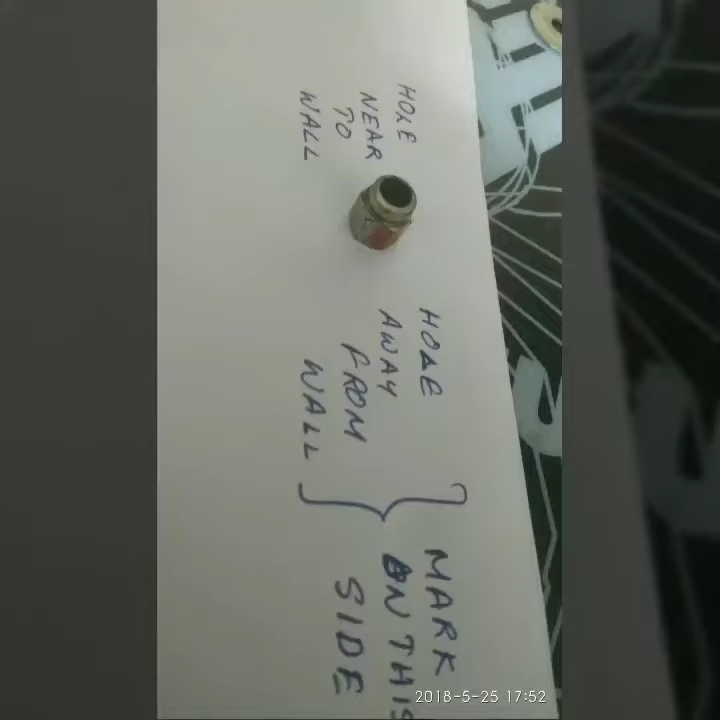 HOLE
NEAR
TO
WALL
HOLE
AWAY
FROM
WALL
MARK
ON THIS
SIDE
2018-5-25 17:52